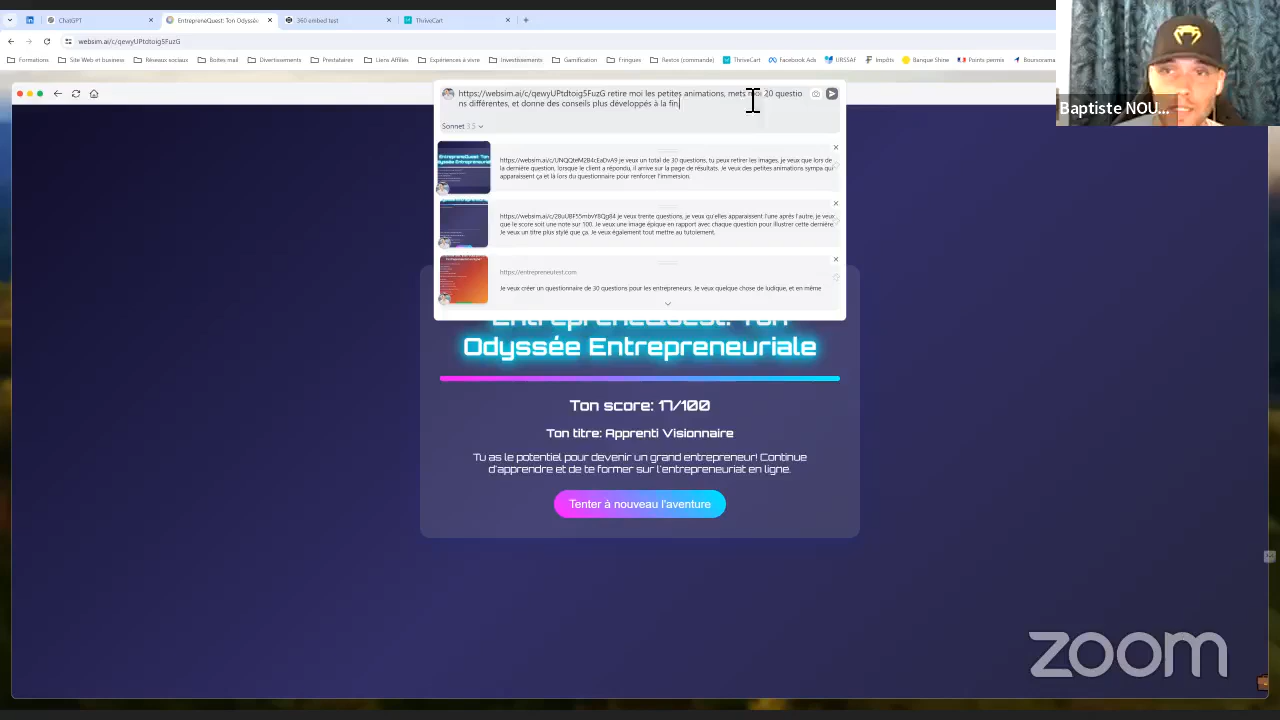 ChatGPT
EntrepreneQuest: Ton Odyssée
360 embed test
ThriveCart
websim.ai/c/qewyUPtdtoig5FuzG
Formations
Site Web et business
Réseaux sociaux
Boites mail
Divertissements
Prestataires
Liens Affiliés
Expériences à vivre
Investissements
Gamification
Fringues
Restos (commande)
ThriveCart
Facebook Ads
URSSAF
Impôts
Banque Shine
Points permis
Boursorama
Baptiste NOU...
https://websim.ai/c/qewyUPtdtoig5FuzG retire moi les petites animations, mets moi 20 questio
ns différentes, et donne des conseils plus développés à la fin.
Sonnet 3.5
https://websim.ai/c/UNQQteM2B4cEaDvA9 je veux un total de 30 questions, tu peux retirer les images, je veux que lors de
la dernière question, lorsque le client a répondu, il arrive sur la page de résultats. Je veux des petites animations sympa qui
apparaissent ça et là lors du questionnaire pour renforcer l'immersion.
https://websim.ai/c/28uUBF55mbvY8Qg84 je veux trente questions, je veux qu'elles apparaissent l'une après l'autre, je veux
que le score soit une note sur 100. Je veux une image épique en rapport avec chaque question pour illustrer cette dernière.
Je veux un titre plus stylé que ça. Je veux également tout mettre au tutoiement.
https://entrepreneutest.com
Je veux créer un questionnaire de 30 questions pour les entrepreneurs. Je veux quelque chose de ludique, et en même
EntrepreneQuest: Ton
Odyssée Entrepreneuriale
Ton score: 17/100
Ton titre: Apprenti Visionnaire
Tu as le potentiel pour devenir un grand entrepreneur! Continue
d'apprendre et de te former sur l'entrepreneuriat en ligne.
Tenter à nouveau l'aventure
zoom